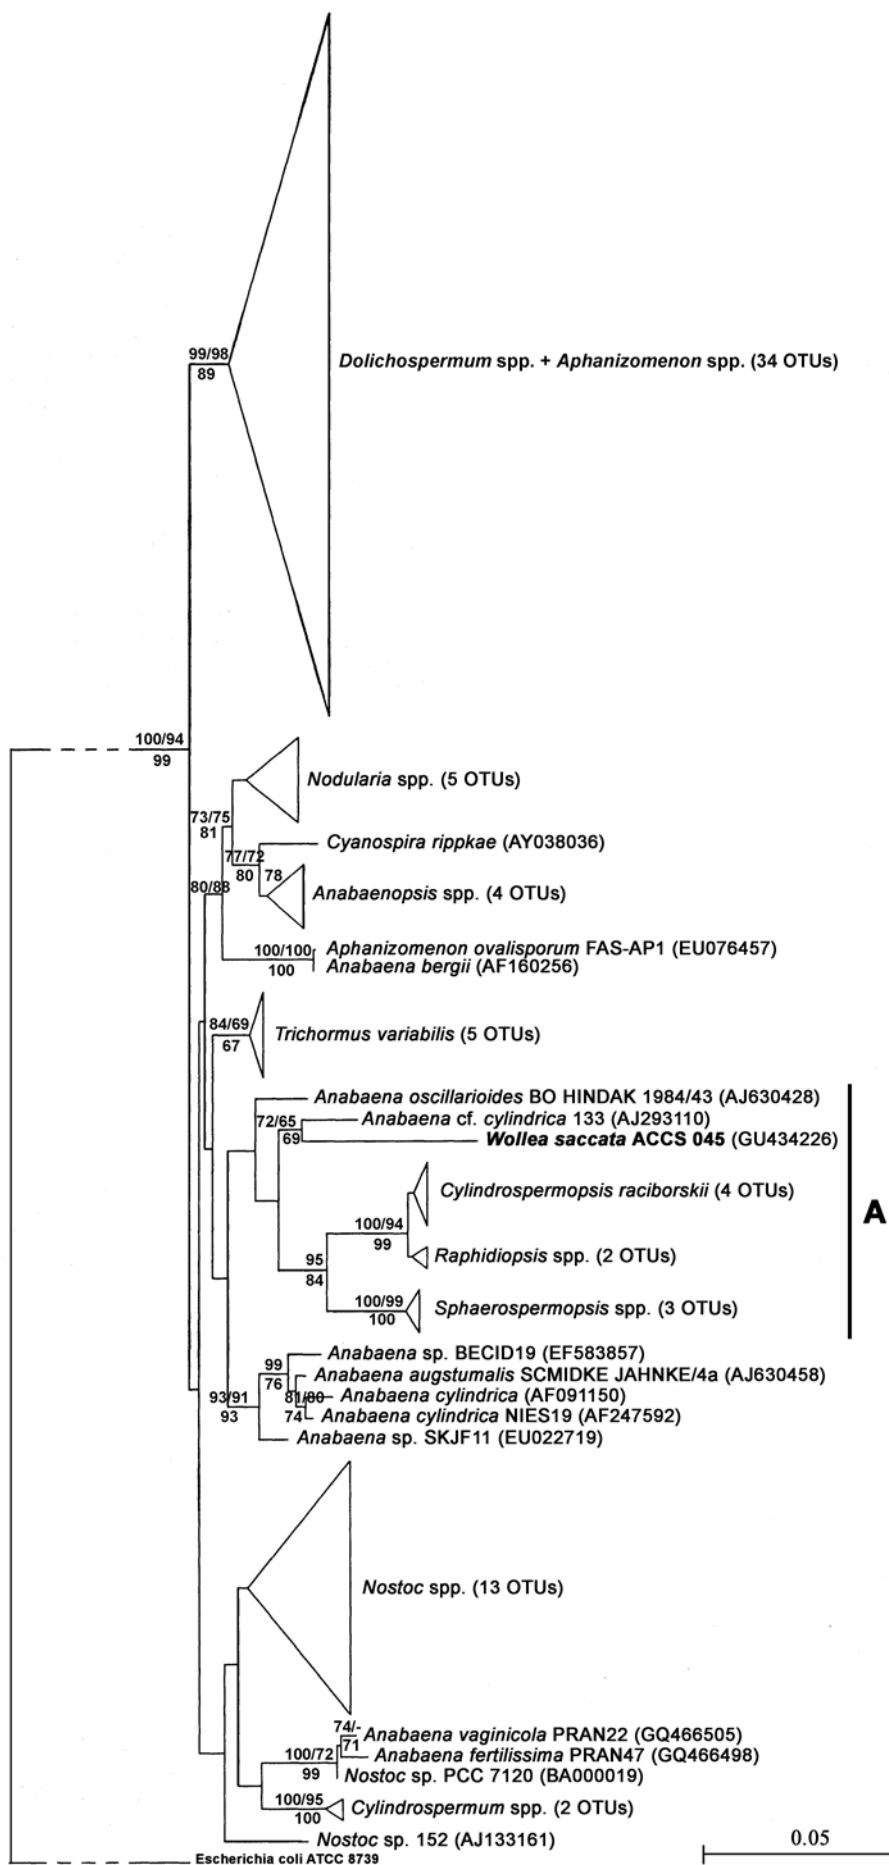 99/98
89
Dolichospermum spp. + Aphanizomenon spp. (34 OTUs)
100/94
99
Nodularia spp. (5 OTUs)
73/75
81
Cyanospira rippkae (AY038036)
77/72
80
78
80/88
Anabaenopsis spp. (4 OTUs)
100/100
100
Aphanizomenon ovalisporum FAS-AP1 (EU076457)
Anabaena bergii (AF160256)
84/69
67
Trichormus variabilis (5 OTUs)
Anabaena oscillarioides BO HINDAK 1984/43 (AJ630428)
72/65
69
Anabaena cf. cylindrica 133 (AJ293110)
Wollea saccata ACCS 045 (GU434226)
Cylindrospermopsis raciborskii (4 OTUs)
A
100/94
99
Raphidiopsis spp. (2 OTUs)
95
84
100/99
100
Sphaerospermopsis spp. (3 OTUs)
Anabaena sp. BECID19 (EF583857)
99
76
Anabaena augstumalis SCMIDKE JAHNKE/4a (AJ630458)
93/91
93
81/80
74
Anabaena cylindrica (AF091150)
Anabaena cylindrica NIES19 (AF247592)
Anabaena sp. SKJF11 (EU022719)
Nostoc spp. (13 OTUs)
74/-
71
Anabaena vaginicola PRAN22 (GQ466505)
Anabaena fertilissima PRAN47 (GQ466498)
100/72
99
Nostoc sp. PCC 7120 (BA000019)
100/95
100
Cylindrospermum spp. (2 OTUs)
Nostoc sp. 152 (AJ133161)
0.05
Escherichia coli ATCC 8739